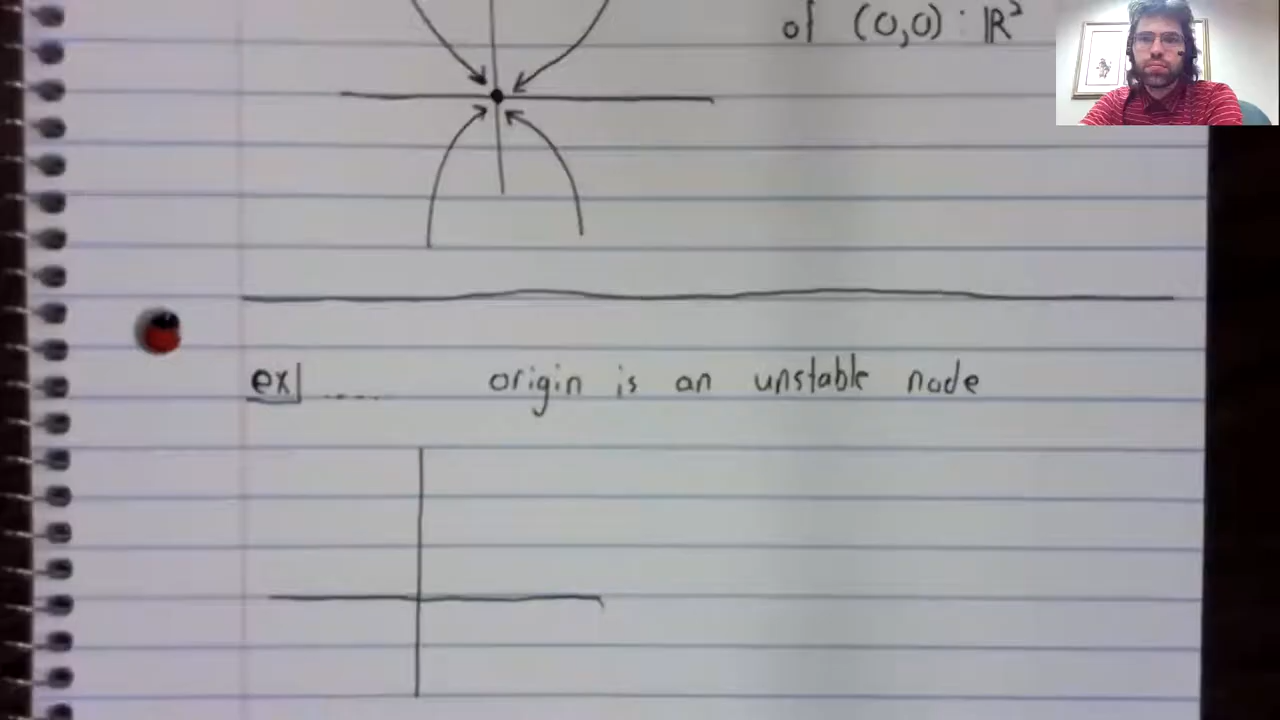 of (0,0) : ℝ²
ex ..... origin is an unstable node